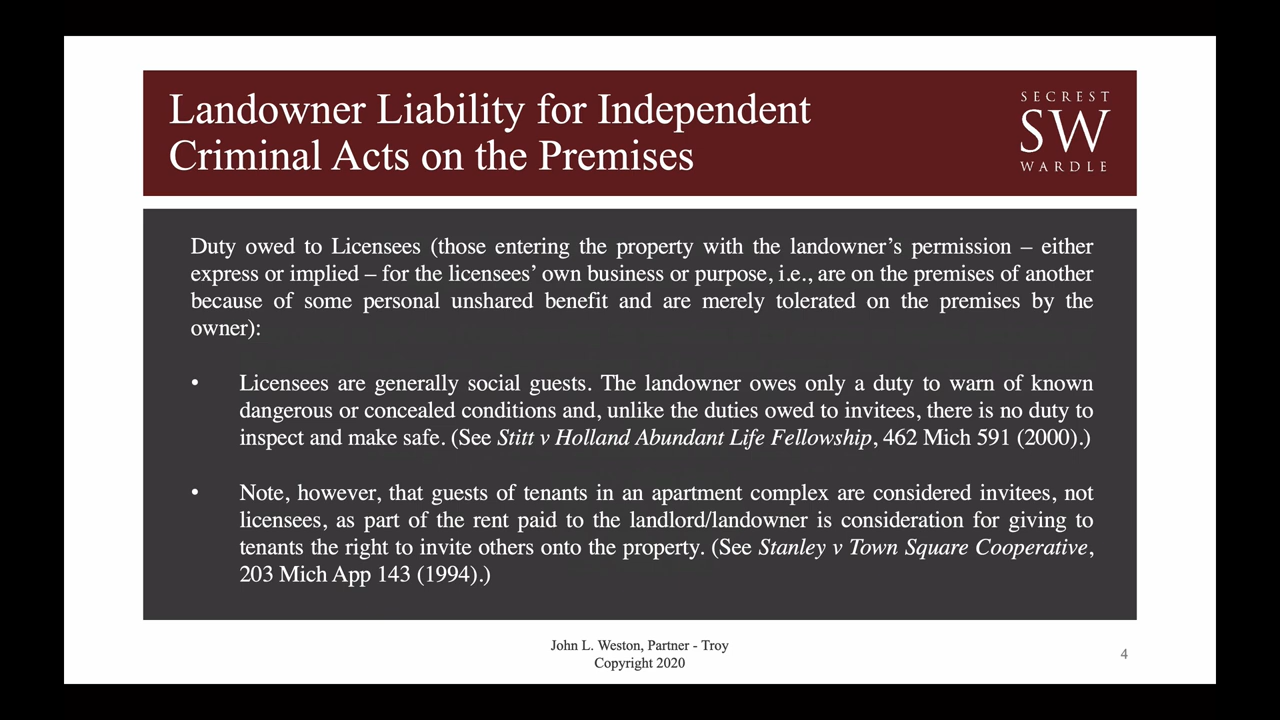 Landowner Liability for Independent
Criminal Acts on the Premises
SECREST
SW
WARDLE
Duty owed to Licensees (those entering the property with the landowner’s permission – either
express or implied – for the licensees’ own business or purpose, i.e., are on the premises of another
because of some personal unshared benefit and are merely tolerated on the premises by the
owner):
• Licensees are generally social guests. The landowner owes only a duty to warn of known
dangerous or concealed conditions and, unlike the duties owed to invitees, there is no duty to
inspect and make safe. (See Stitt v Holland Abundant Life Fellowship, 462 Mich 591 (2000).)
• Note, however, that guests of tenants in an apartment complex are considered invitees, not
licensees, as part of the rent paid to the landlord/landowner is consideration for giving to
tenants the right to invite others onto the property. (See Stanley v Town Square Cooperative,
203 Mich App 143 (1994).)
John L. Weston, Partner - Troy
Copyright 2020
4